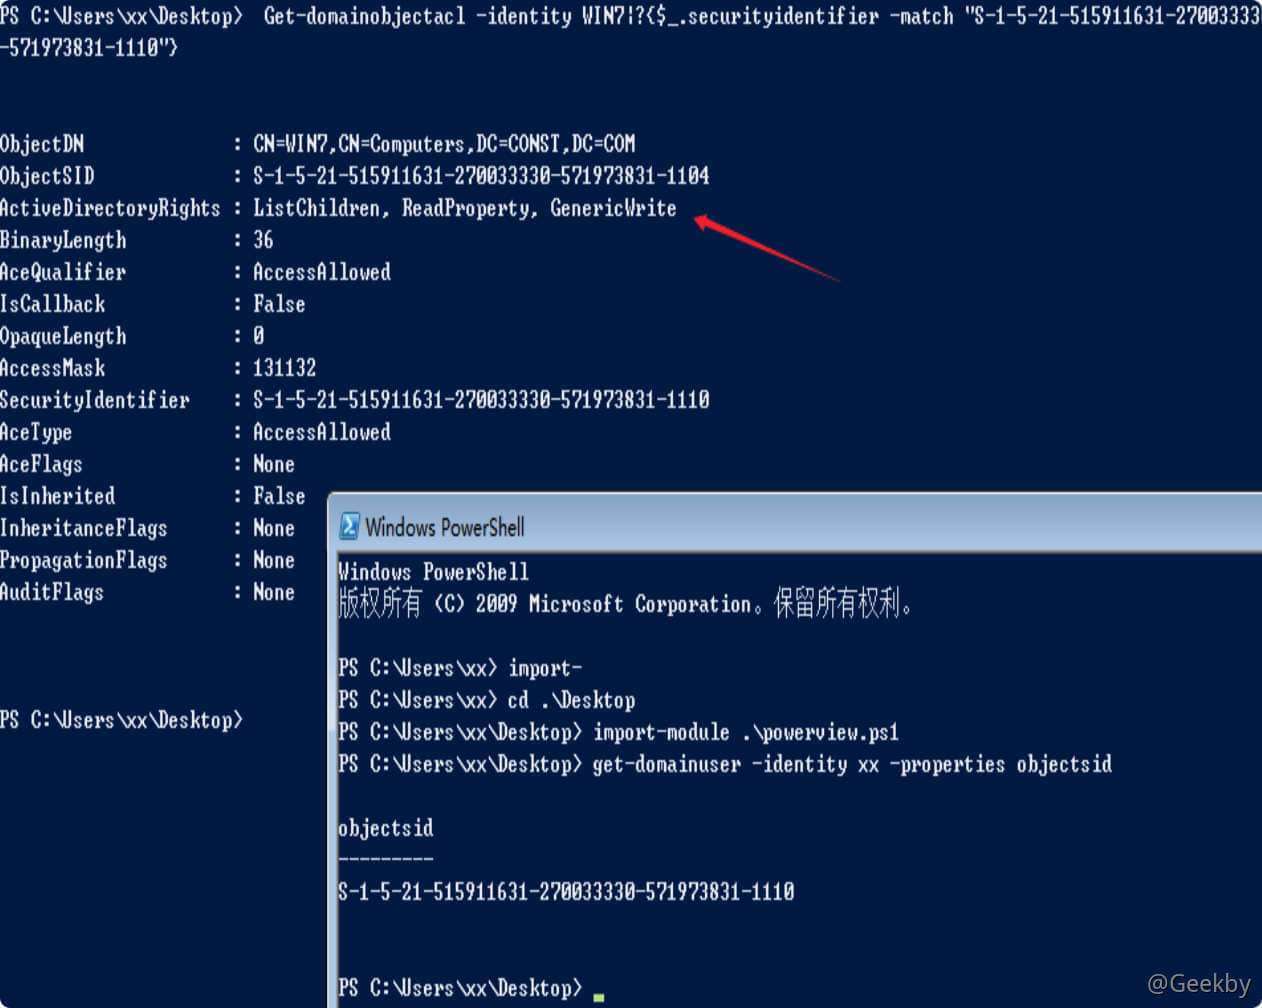 PS C:\Users\xx\Desktop>  Get-domainobjectacl -identity WIN7|?{$_.securityidentifier -match "S-1-5-21-515911631-270033330
-571973831-1110"}
ObjectDN : CN=WIN7,CN=Computers,DC=CONST,DC=COM
ObjectSID : S-1-5-21-515911631-270033330-571973831-1104
ActiveDirectoryRights : ListChildren, ReadProperty, GenericWrite
BinaryLength : 36
AceQualifier : AccessAllowed
IsCallback : False
OpaqueLength : 0
AccessMask : 131132
SecurityIdentifier : S-1-5-21-515911631-270033330-571973831-1110
AceType : AccessAllowed
AceFlags : None
IsInherited : False
InheritanceFlags : None
PropagationFlags : None
AuditFlags : None
PS C:\Users\xx\Desktop>
Windows PowerShell
Windows PowerShell
版权所有 (C) 2009 Microsoft Corporation。保留所有权利。
PS C:\Users\xx> import-
PS C:\Users\xx> cd .\Desktop
PS C:\Users\xx\Desktop> import-module .\powerview.ps1
PS C:\Users\xx\Desktop> get-domainuser -identity xx -properties objectsid
objectsid
---------
S-1-5-21-515911631-270033330-571973831-1110
PS C:\Users\xx\Desktop>
@Geekby